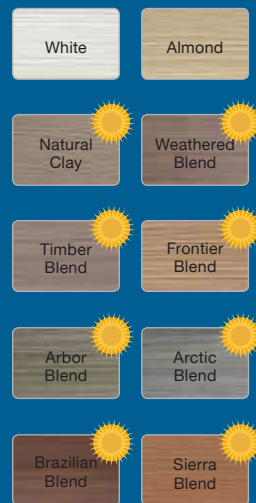 White
Almond
Natural
Clay
Weathered
Blend
Timber
Blend
Frontier
Blend
Arbor
Blend
Arctic
Blend
Brazilian
Blend
Sierra
Blend